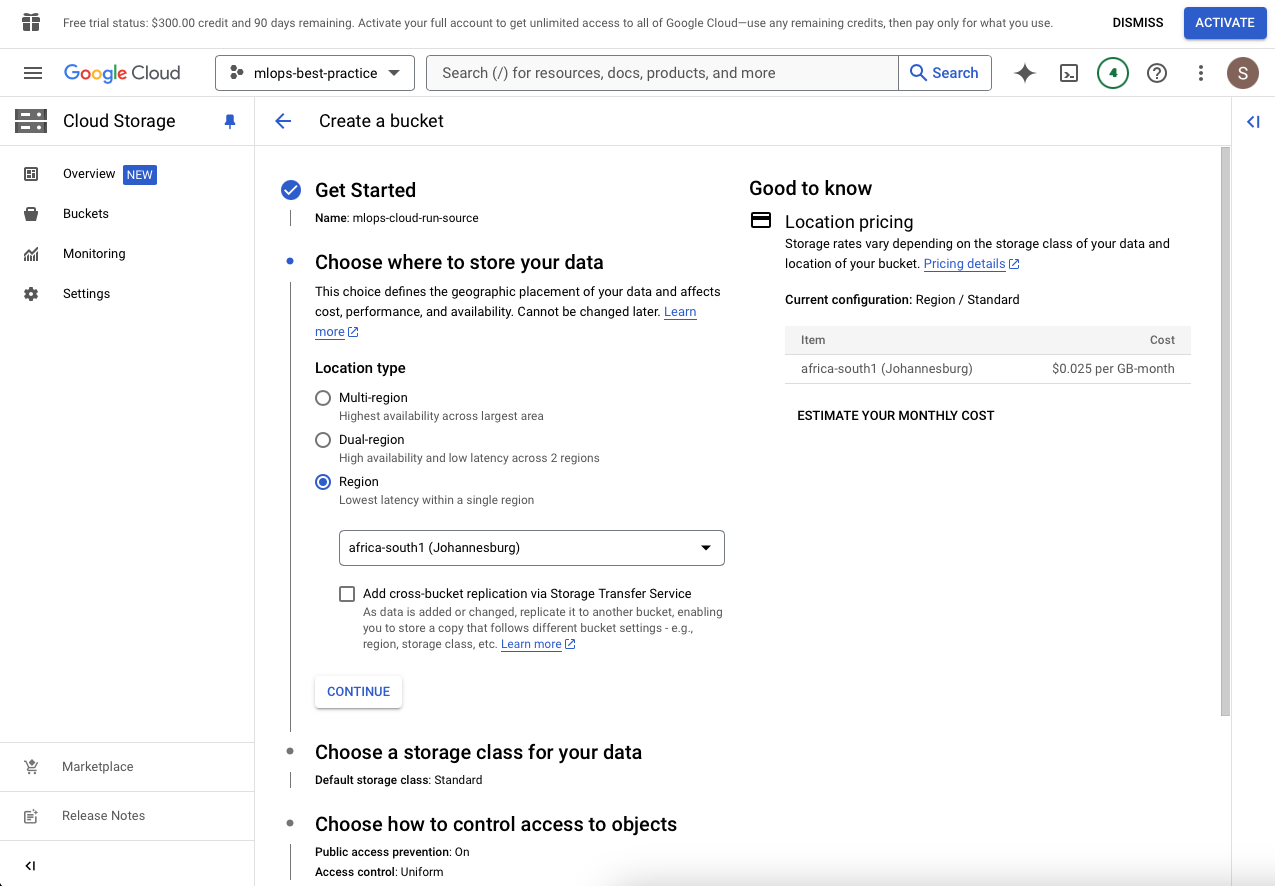 Free trial status: $300.00 credit and 90 days remaining. Activate your full account to get unlimited access to all of Google Cloud—use any remaining credits, then pay only for what you use.
DISMISS
ACTIVATE
Google Cloud
mlops-best-practice
Search (/) for resources, docs, products, and more
Search
4
S
Cloud Storage
Create a bucket
Overview NEW
Buckets
Monitoring
Settings
Marketplace
Release Notes
Get Started
Name: mlops-cloud-run-source
Choose where to store your data
This choice defines the geographic placement of your data and affects
cost, performance, and availability. Cannot be changed later. Learn
more
Location type
Multi-region
Highest availability across largest area
Dual-region
High availability and low latency across 2 regions
Region
Lowest latency within a single region
africa-south1 (Johannesburg)
Add cross-bucket replication via Storage Transfer Service
As data is added or changed, replicate it to another bucket, enabling
you to store a copy that follows different bucket settings - e.g.,
region, storage class, etc. Learn more
CONTINUE
Choose a storage class for your data
Default storage class: Standard
Choose how to control access to objects
Public access prevention: On
Access control: Uniform
Good to know
Location pricing
Storage rates vary depending on the storage class of your data and
location of your bucket. Pricing details
Current configuration: Region / Standard
Item Cost
africa-south1 (Johannesburg) $0.025 per GB-month
ESTIMATE YOUR MONTHLY COST